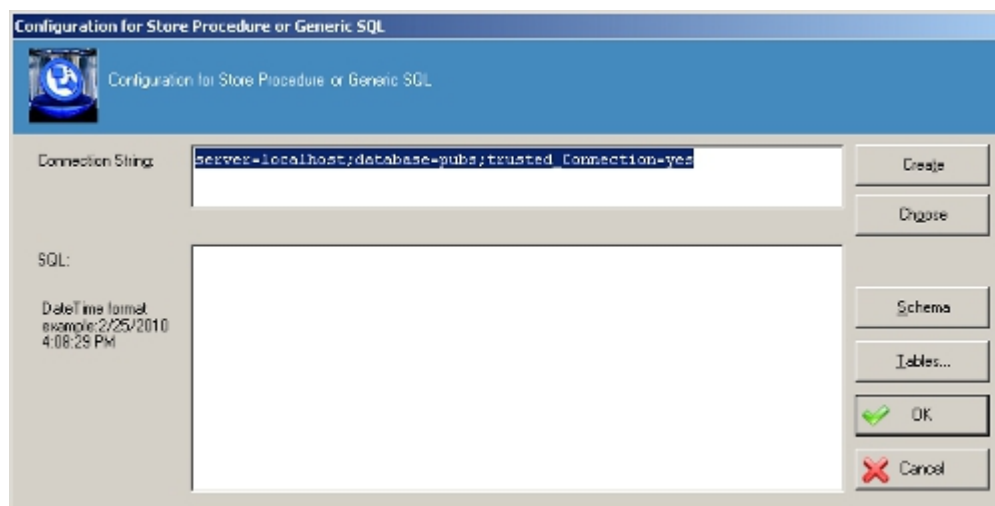 Configuration for Store Procedure or Generic SQL
Configuration for Store Procedure or Generic SQL
Connection String:
server=localhost;database=pubs;trusted_Connection=yes
Create
Choose
SQL:
DateTime format
example:2/25/2010
4:08:29 PM
Schema
Tables...
OK
Cancel